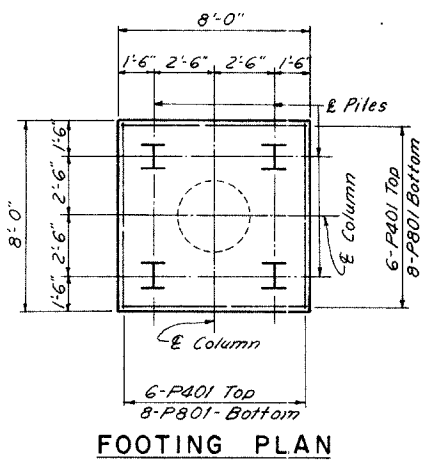 8'-0"
1'-6" 2'-6" 2'-6" 1'-6"
℄ Piles
8'-0"
1'-6"
2'-6"
2'-6"
1'-6"
℄ Column
6-P401 Top
8-P801 Bottom
℄ Column
6-P401 Top
8-P801- Bottom
FOOTING PLAN